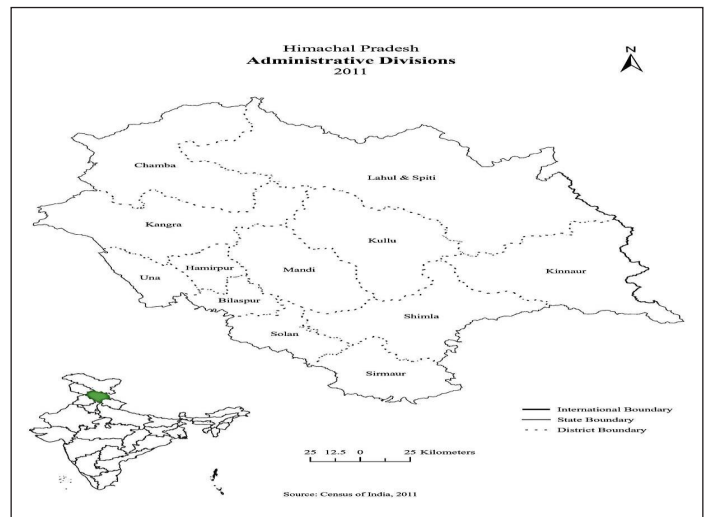 Himachal Pradesh
Administrative Divisions
2011
N
Chamba
Lahul & Spiti
Kangra
Kullu
Hamirpur
Mandi
Una
Kinnaur
Bilaspur
Shimla
Solan
Sirmaur
International Boundary
State Boundary
District Boundary
25 12.5 0 25 Kilometers
Source: Census of India, 2011